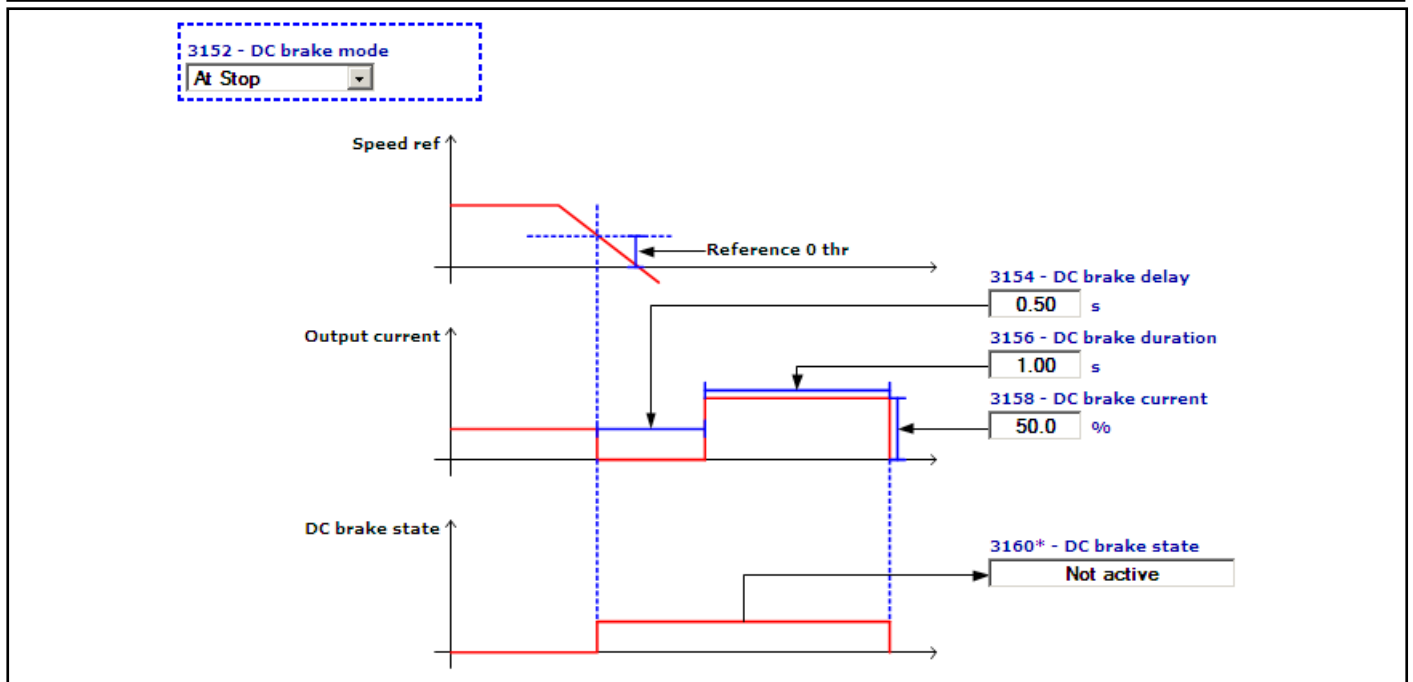 3152 - DC brake mode
At Stop
Speed ref
Reference 0 thr
3154 - DC brake delay
0.50 s
Output current
3156 - DC brake duration
1.00 s
3158 - DC brake current
50.0 %
DC brake state
3160* - DC brake state
Not active